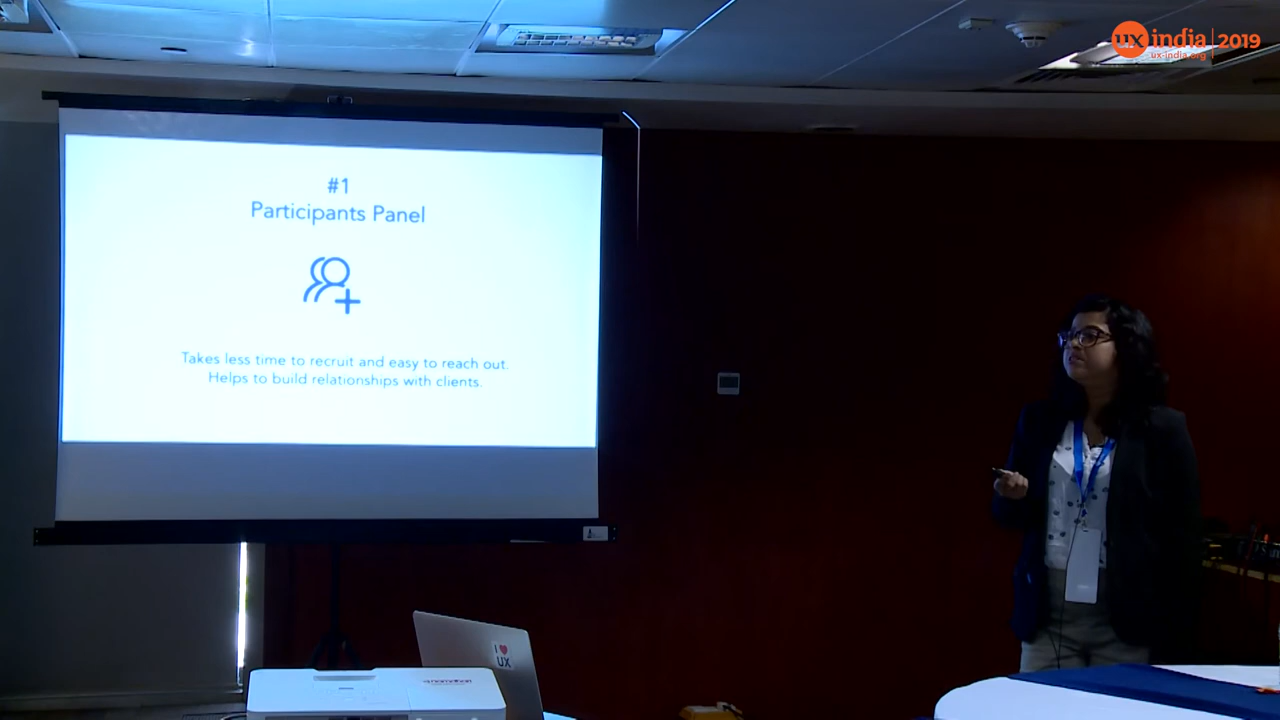 ux india 2019
ux-india.org
#1
Participants Panel
Takes less time to recruit and easy to reach out.
Helps to build relationships with clients.
I ♥
UX